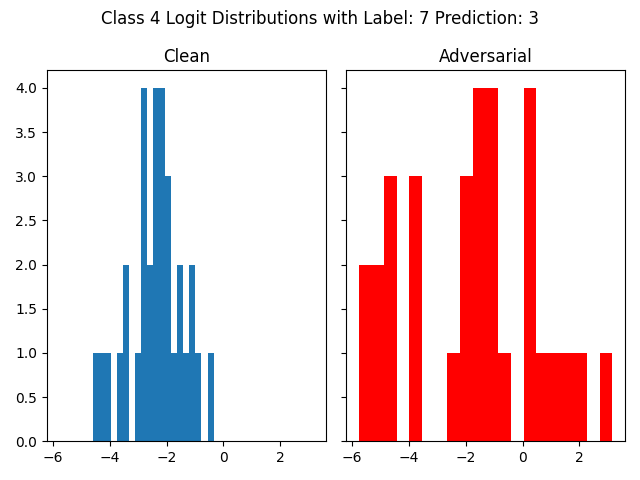 Class 4 Logit Distributions with Label: 7 Prediction: 3
Clean
Adversarial
4.0
3.5
3.0
2.5
2.0
1.5
1.0
0.5
0.0
−6 −4 −2 0 2
−6 −4 −2 0 2